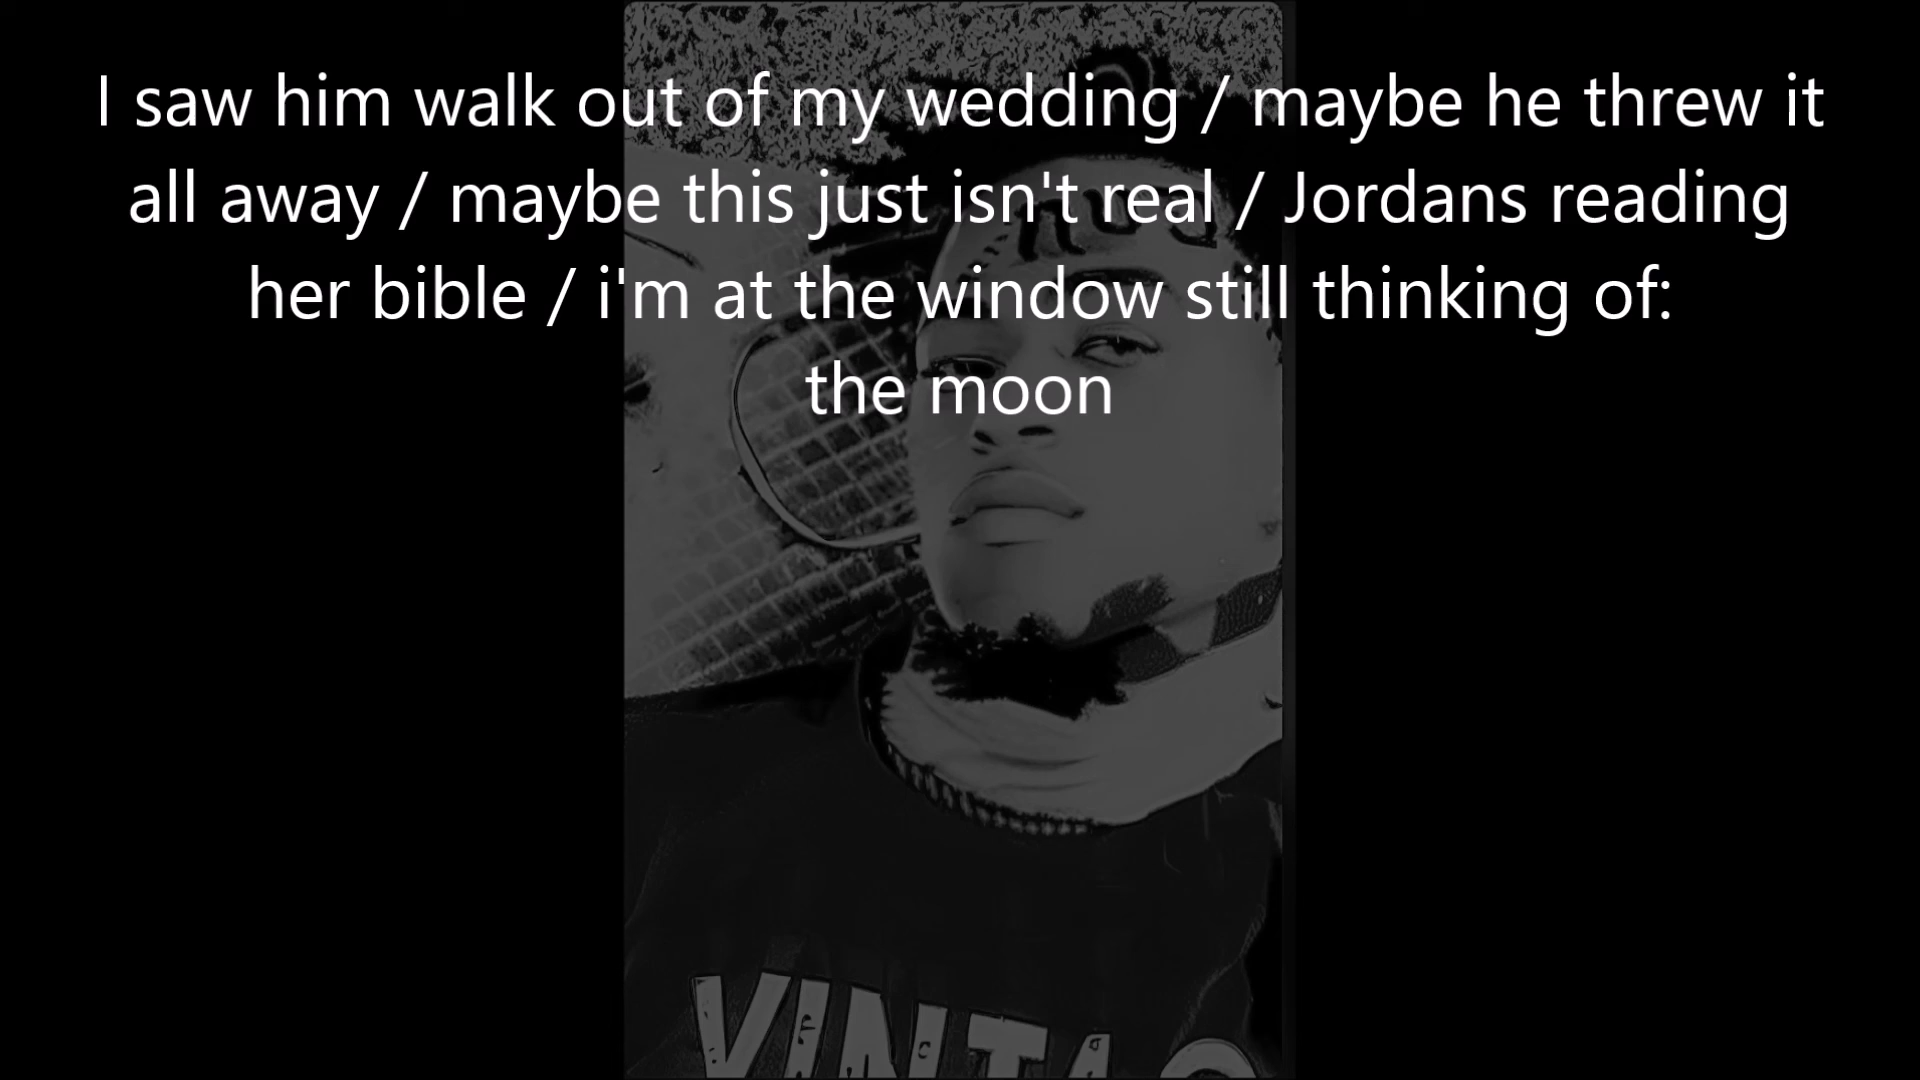 I saw him walk out of my wedding / maybe he threw it
all away / maybe this just isn't real / Jordans reading
her bible / i'm at the window still thinking of:
the moon
VINTAG